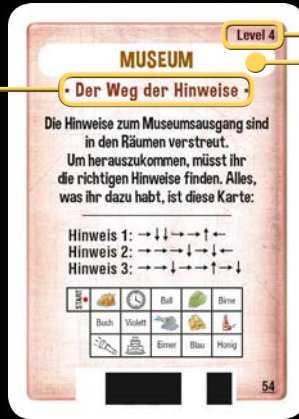 Level 4
MUSEUM
• Der Weg der Hinweise •
Die Hinweise zum Museumsausgang sind
in den Räumen verstreut.
Um herauszukommen, müsst ihr
die richtigen Hinweise finden. Alles,
was ihr dazu habt, ist diese Karte:
Hinweis 1: →↓↓→→↑←
Hinweis 2: →→→↓→↓←
Hinweis 3: →→↓→→↑→↓
START
Ball
Birne
Buch
Violett
Eimer
Blau
Honig
54